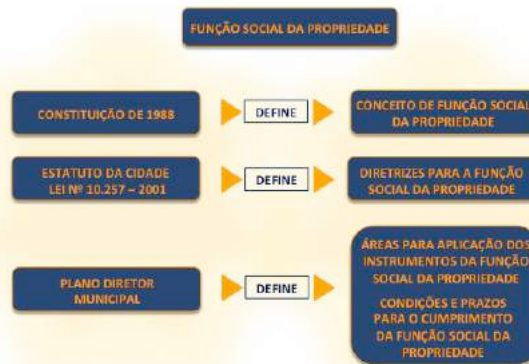 FUNÇÃO SOCIAL DA PROPRIEDADE
CONSTITUIÇÃO DE 1988
DEFINE
CONCEITO DE FUNÇÃO SOCIAL
DA PROPRIEDADE
ESTATUTO DA CIDADE
LEI Nº 10.257 – 2001
DEFINE
DIRETRIZES PARA A FUNÇÃO
SOCIAL DA PROPRIEDADE
PLANO DIRETOR
MUNICIPAL
DEFINE
ÁREAS PARA APLICAÇÃO DOS
INSTRUMENTOS DA FUNÇÃO
SOCIAL DA PROPRIEDADE
CONDIÇÕES E PRAZOS
PARA O CUMPRIMENTO
DA FUNÇÃO SOCIAL DA
PROPRIEDADE